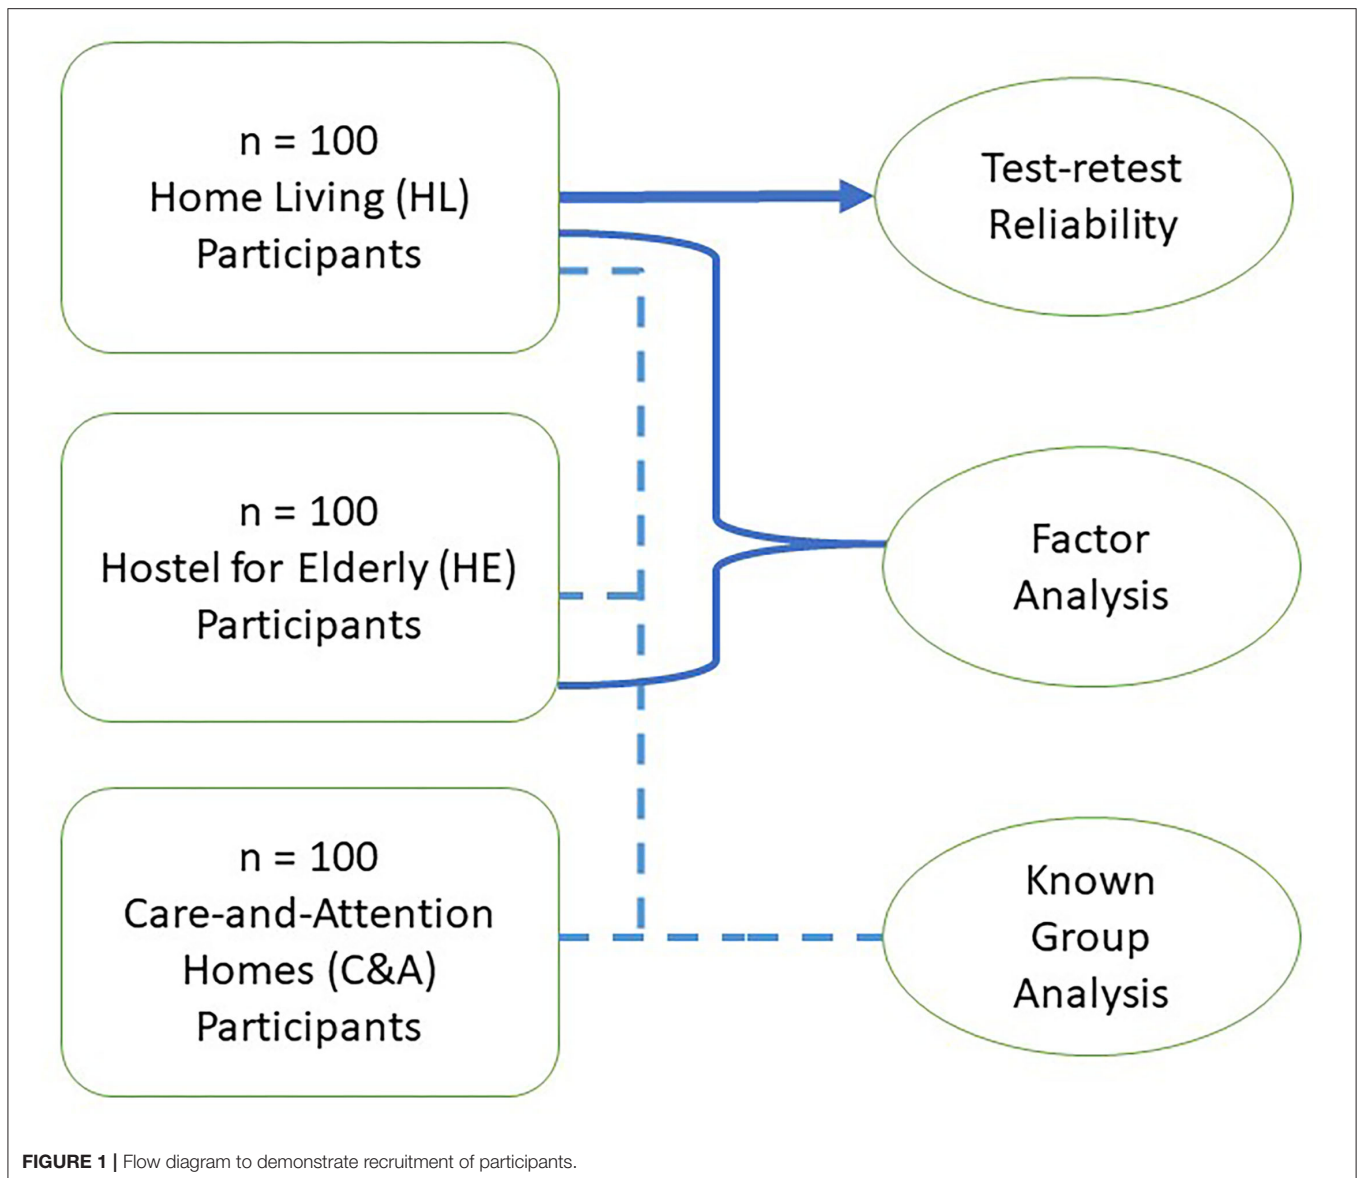 n = 100
Home Living (HL)
Participants
Test-retest
Reliability
n = 100
Hostel for Elderly (HE)
Participants
Factor
Analysis
n = 100
Care-and-Attention
Homes (C&A)
Participants
Known
Group
Analysis
FIGURE 1 | Flow diagram to demonstrate recruitment of participants.